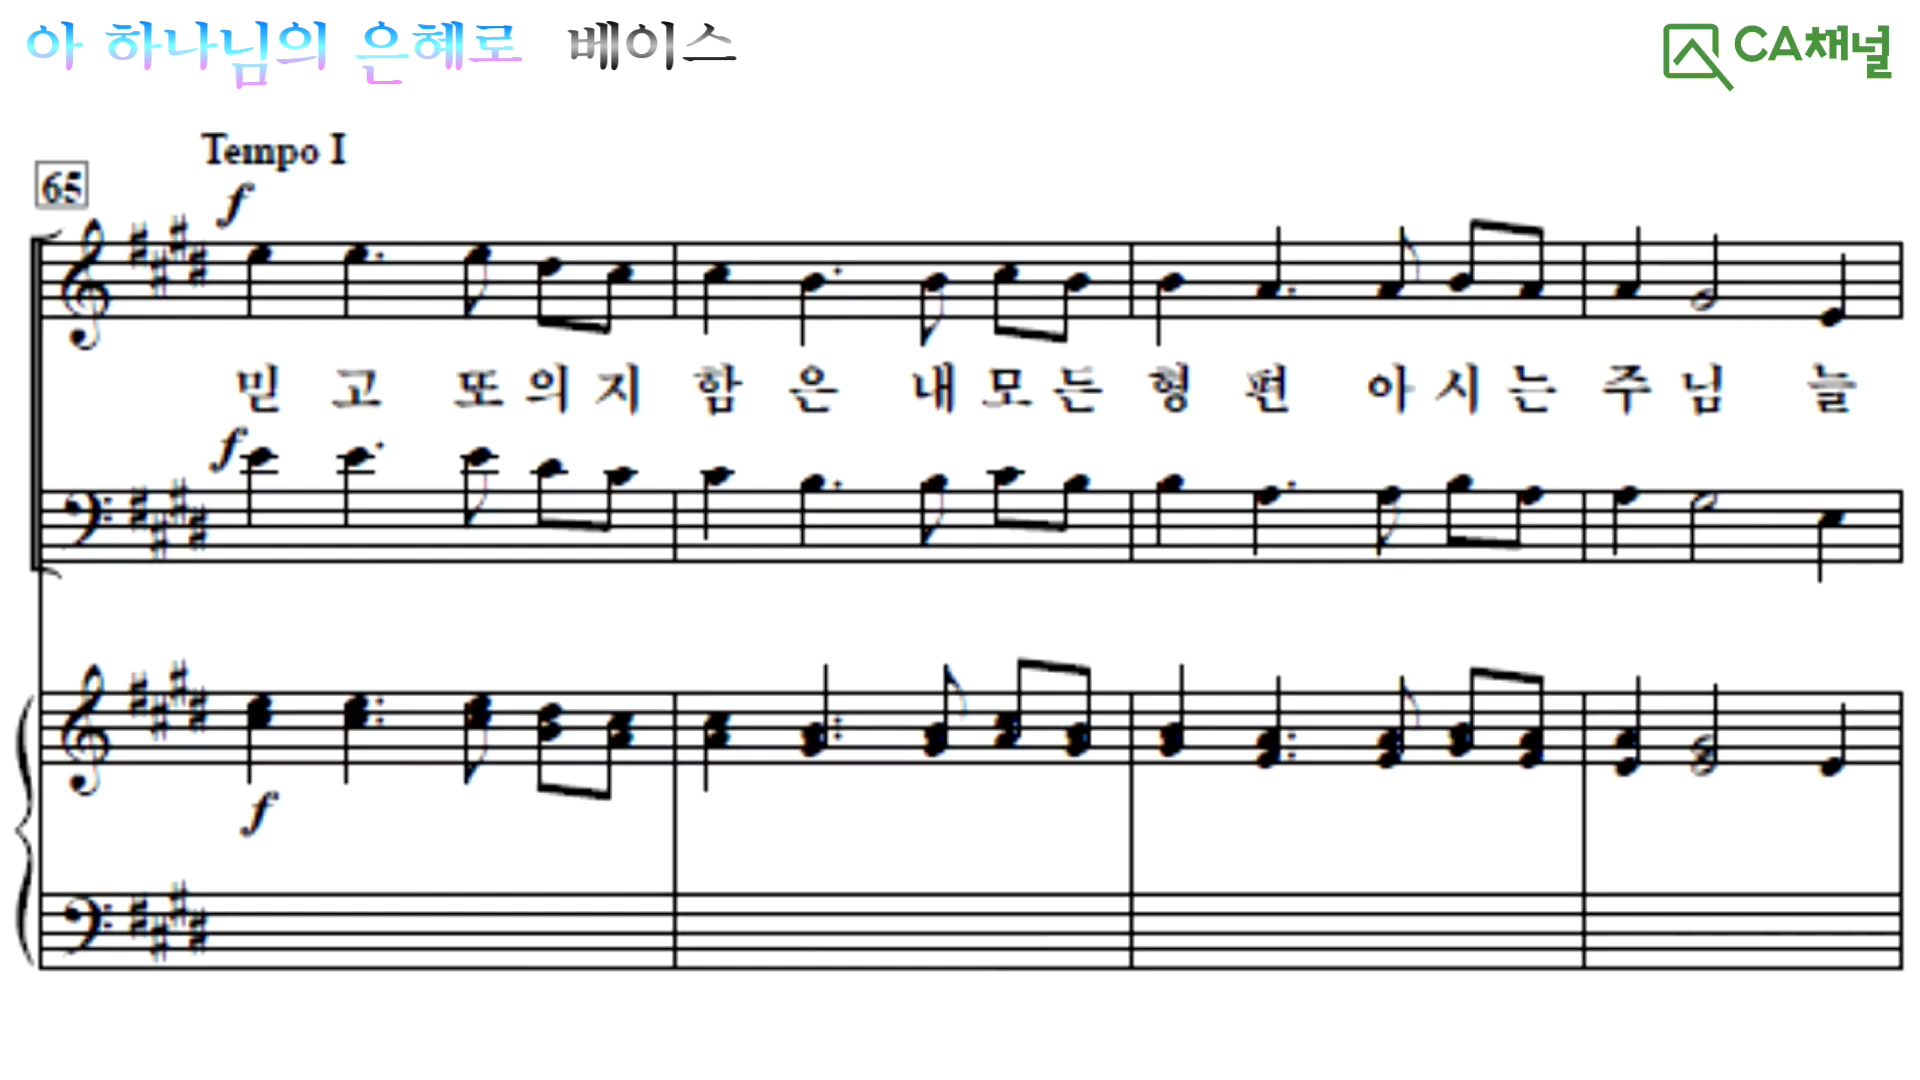 아 하나님의 은혜로 베이스
CA채널
Tempo I
65
f
믿 고 또 의 지 함 은 내 모 든 형 편 아 시 는 주 님 늘
f
f